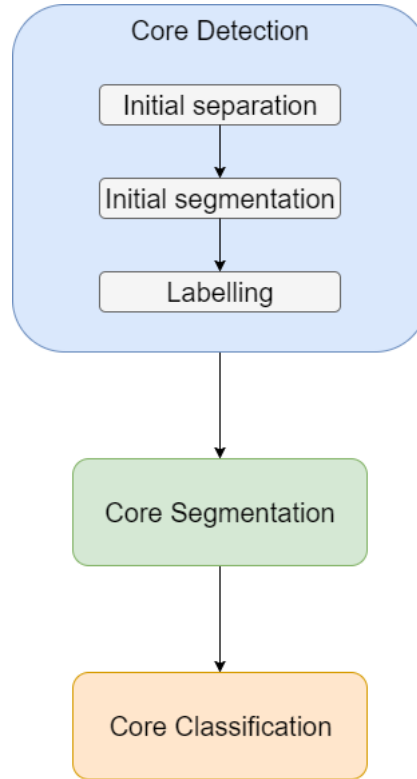 Core Detection
Initial separation
Initial segmentation
Labelling
Core Segmentation
Core Classification